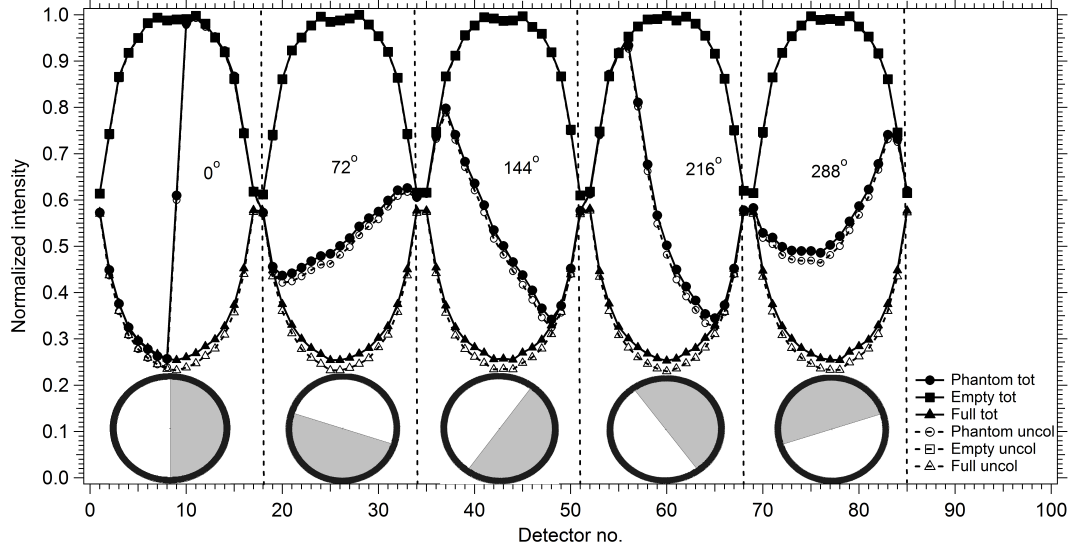 1.0
0.9
0.8
0.7
0.6
0.5
0.4
0.3
0.2
0.1
0.0
Normalized intensity
0°
72°
144°
216°
288°
Phantom tot
Empty tot
Full tot
Phantom uncol
Empty uncol
Full uncol
0 10 20 30 40 50 60 70 80 90 100
Detector no.